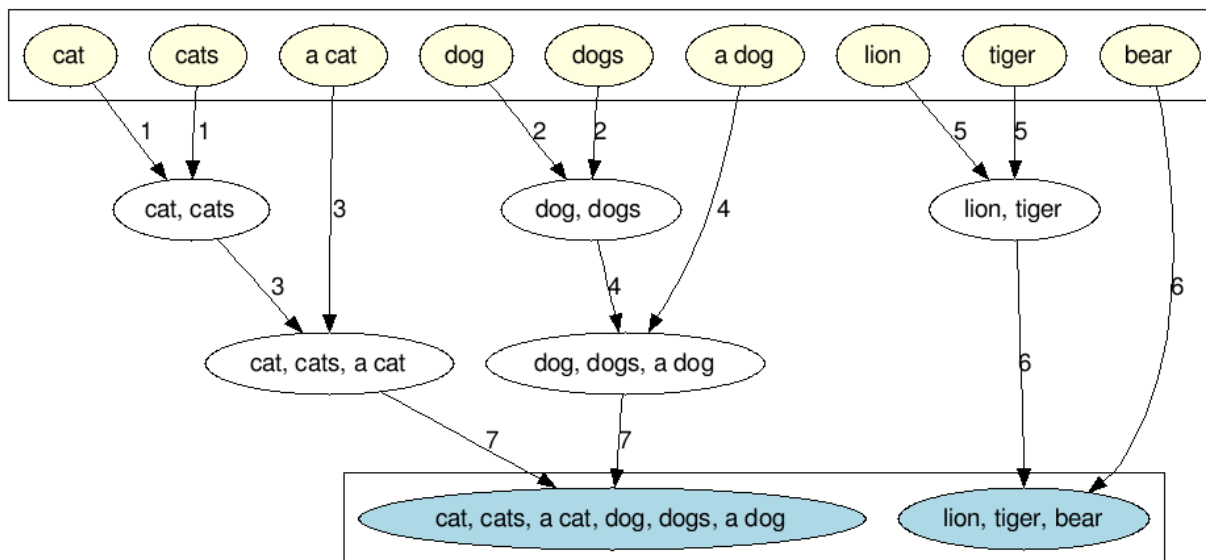 cat cats a cat dog dogs a dog lion tiger bear
1 1 2 2 5 5
cat, cats 3 dog, dogs 4 lion, tiger
3 4 6
cat, cats, a cat dog, dogs, a dog 6
7 7
cat, cats, a cat, dog, dogs, a dog lion, tiger, bear